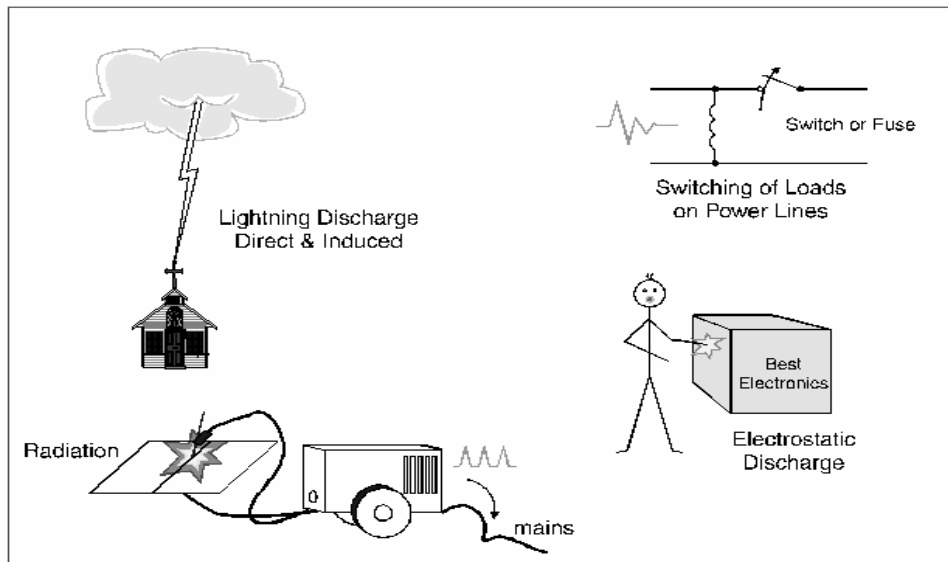 Switch or Fuse
Switching of Loads
on Power Lines
Lightning Discharge
Direct & Induced
Best
Electronics
Radiation
Electrostatic
Discharge
mains